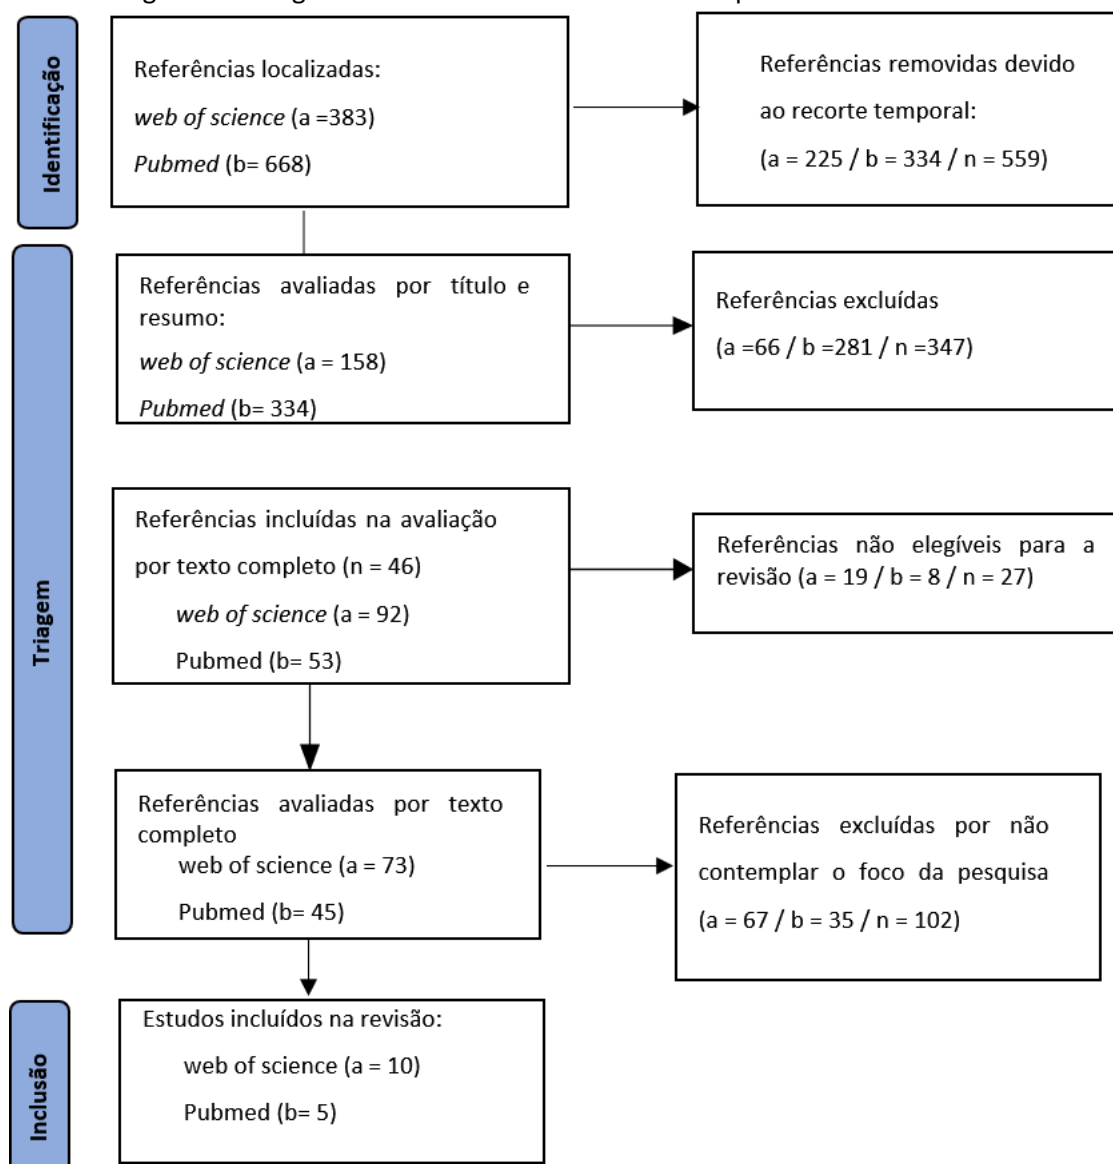 Identificação
Referências localizadas:
web of science (a =383)
Pubmed (b= 668)
Referências removidas devido
ao recorte temporal:
(a = 225 / b = 334 / n = 559)
Triagem
Referências avaliadas por título e
resumo:
web of science (a = 158)
Pubmed (b= 334)
Referências excluídas
(a =66 / b =281 / n =347)
Referências incluídas na avaliação
por texto completo (n = 46)
web of science (a = 92)
Pubmed (b= 53)
Referências não elegíveis para a
revisão (a = 19 / b = 8 / n = 27)
Referências avaliadas por texto
completo
web of science (a = 73)
Pubmed (b= 45)
Referências excluídas por não
contemplar o foco da pesquisa
(a = 67 / b = 35 / n = 102)
Inclusão
Estudos incluídos na revisão:
web of science (a = 10)
Pubmed (b= 5)